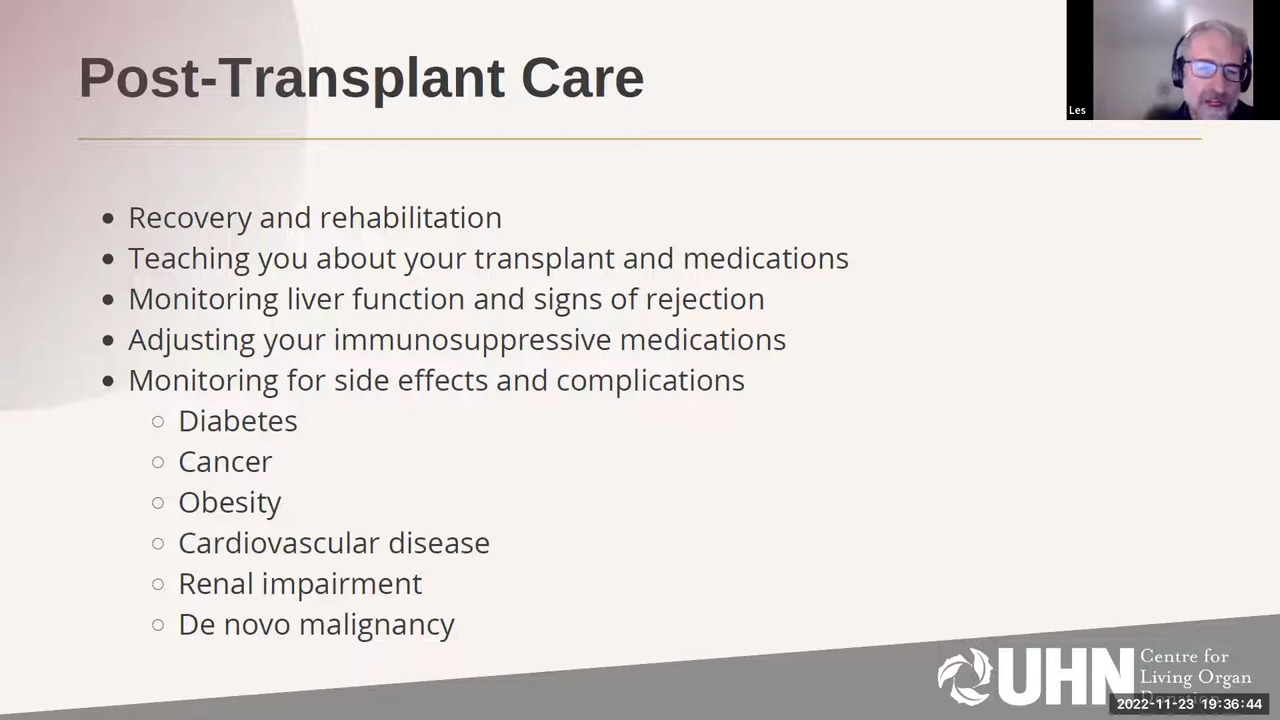 Post-Transplant Care
Les
Recovery and rehabilitation
Teaching you about your transplant and medications
Monitoring liver function and signs of rejection
Adjusting your immunosuppressive medications
Monitoring for side effects and complications
Diabetes
Cancer
Obesity
Cardiovascular disease
Renal impairment
De novo malignancy
UHN
Centre for
Living Organ
Donation
2022-11-23 19:36:44